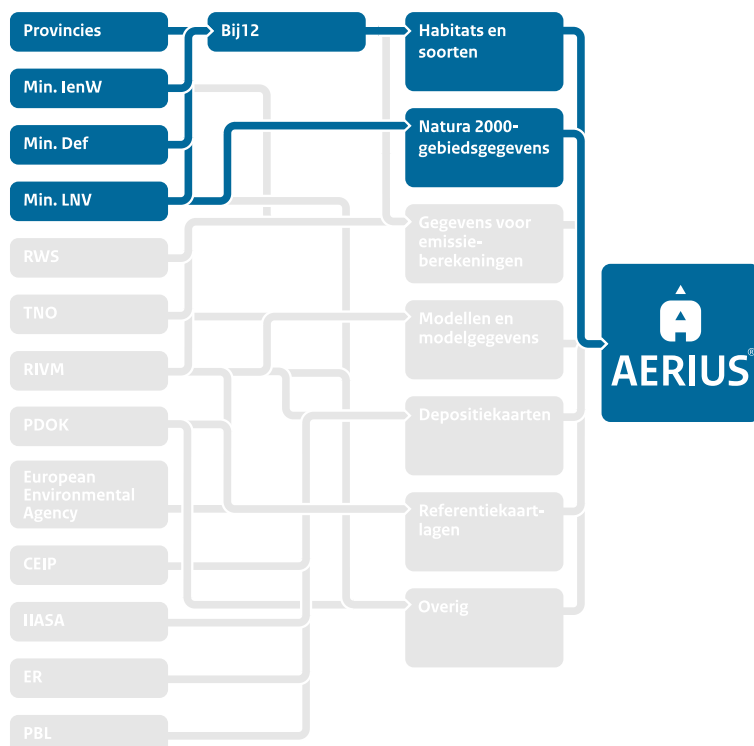 Provincies
Min. IenW
Min. Def
Min. LNV
RWS
TNO
RIVM
PDOK
European
Environmental
Agency
CEIP
IIASA
ER
PBL
Bij12
Habitats en
soorten
Natura 2000-
gebiedsgegevens
Gegevens voor
emissie-
berekeningen
Modellen en
modelgegevens
Depositiekaarten
Referentiekaart-
lagen
Overig
AERIUS®